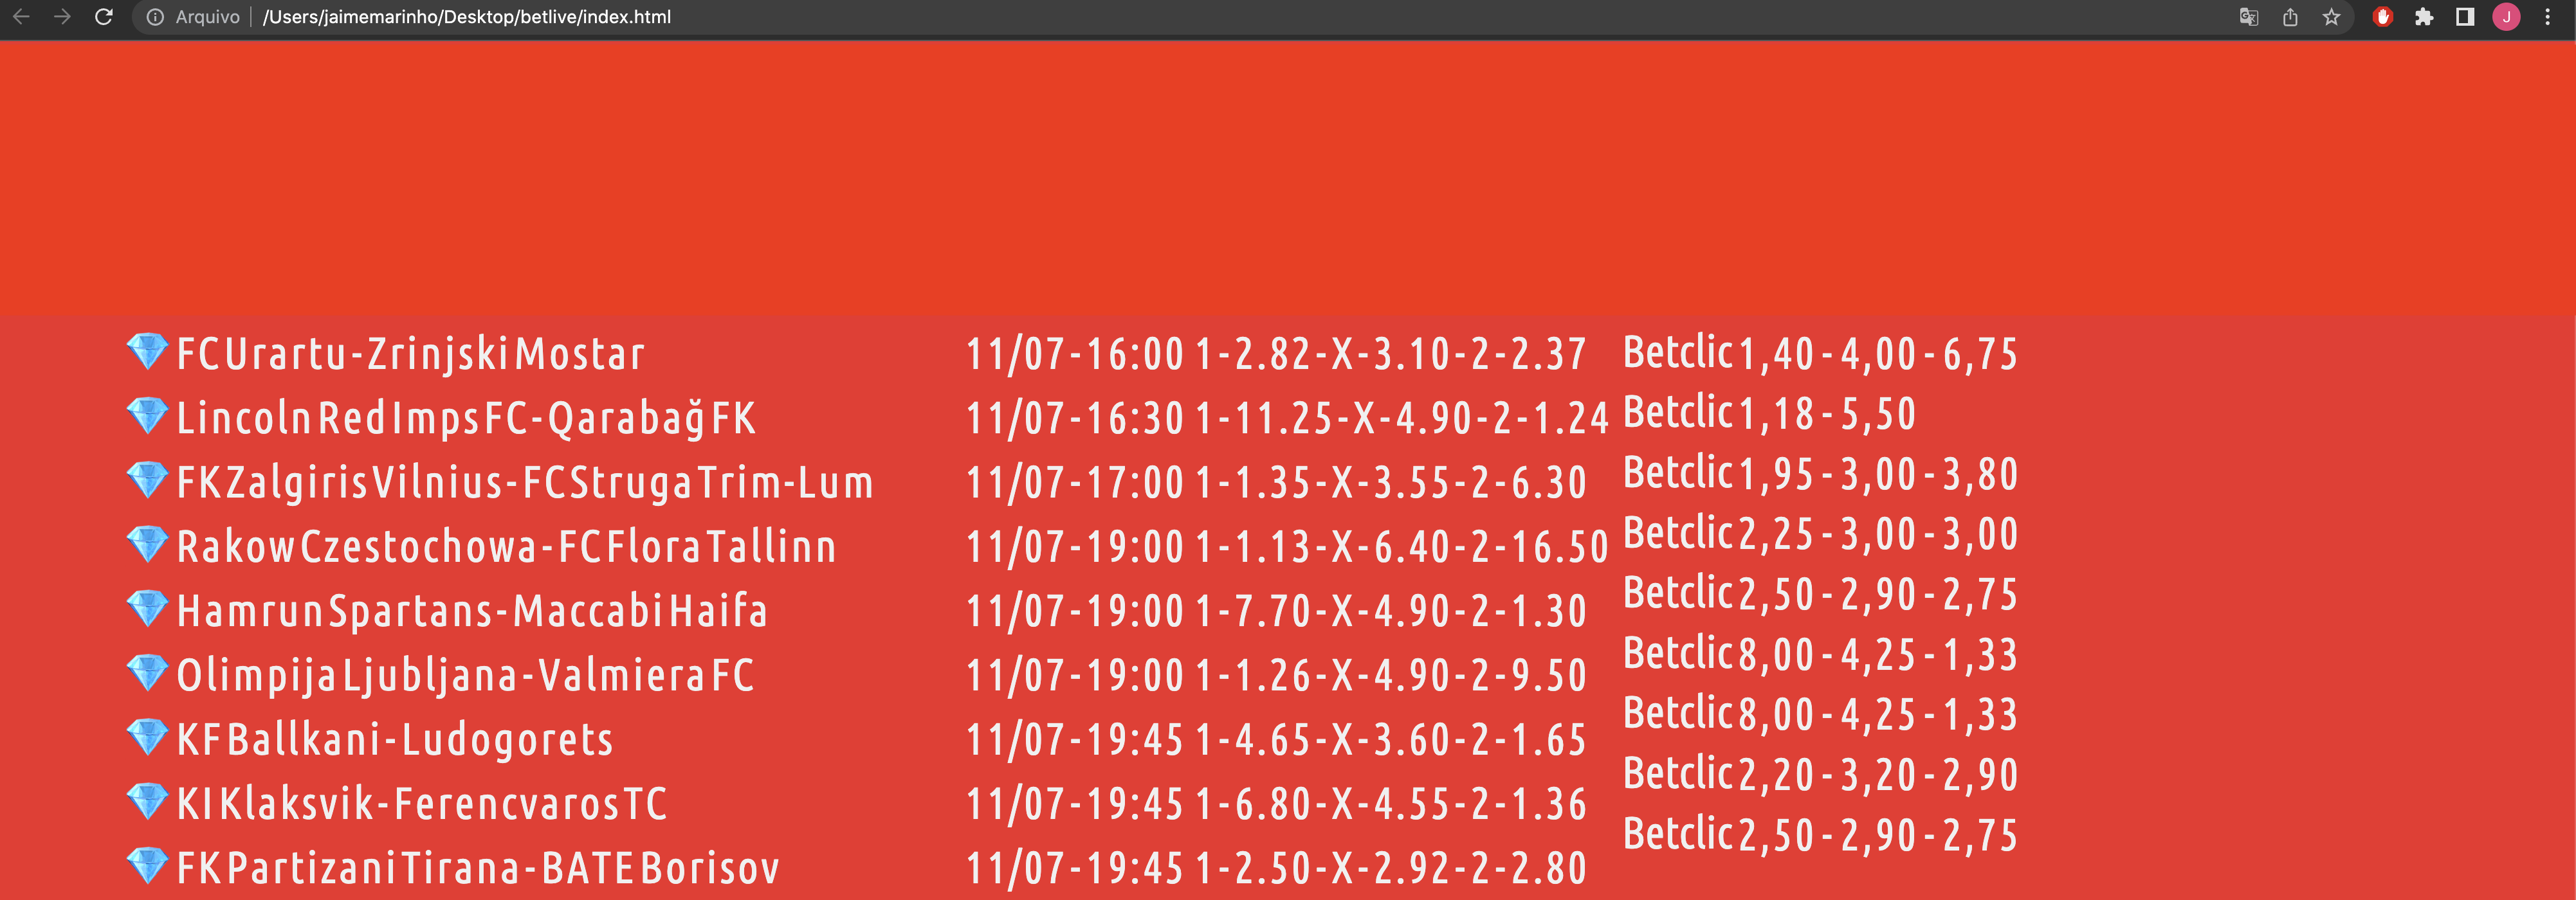 Arquivo | /Users/jaimemarinho/Desktop/betlive/index.html
J
FC Urartu - Zrinjski Mostar 11/07 - 16:00 1 - 2.82 - X - 3.10 - 2 - 2.37 Betclic 1,40 - 4,00 - 6,75
Lincoln Red Imps FC - Qarabağ FK 11/07 - 16:30 1 - 11.25 - X - 4.90 - 2 - 1.24 Betclic 1,18 - 5,50
FK Zalgiris Vilnius - FC Struga Trim-Lum 11/07 - 17:00 1 - 1.35 - X - 3.55 - 2 - 6.30 Betclic 1,95 - 3,00 - 3,80
Rakow Czestochowa - FC Flora Tallinn 11/07 - 19:00 1 - 1.13 - X - 6.40 - 2 - 16.50 Betclic 2,25 - 3,00 - 3,00
Hamrun Spartans - Maccabi Haifa 11/07 - 19:00 1 - 7.70 - X - 4.90 - 2 - 1.30 Betclic 2,50 - 2,90 - 2,75
Olimpija Ljubljana - Valmiera FC 11/07 - 19:00 1 - 1.26 - X - 4.90 - 2 - 9.50 Betclic 8,00 - 4,25 - 1,33
KF Ballkani - Ludogorets 11/07 - 19:45 1 - 4.65 - X - 3.60 - 2 - 1.65 Betclic 8,00 - 4,25 - 1,33
KI Klaksvik - Ferencvaros TC 11/07 - 19:45 1 - 6.80 - X - 4.55 - 2 - 1.36 Betclic 2,20 - 3,20 - 2,90
FK Partizani Tirana - BATE Borisov 11/07 - 19:45 1 - 2.50 - X - 2.92 - 2 - 2.80 Betclic 2,50 - 2,90 - 2,75